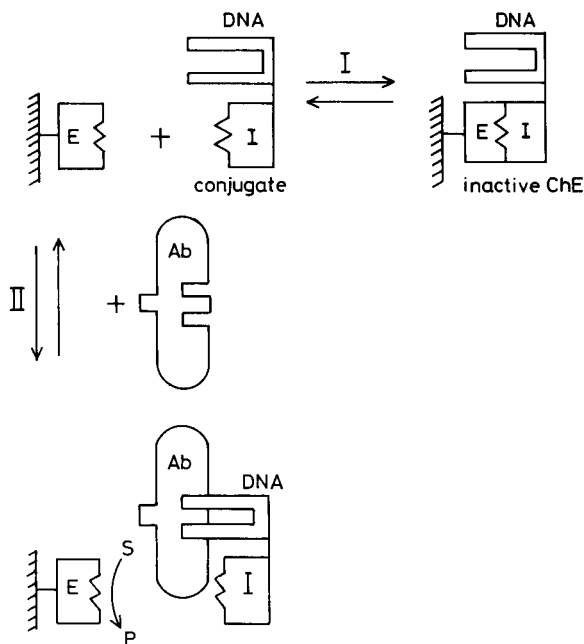 DNA
I
DNA
E
+
I
E
I
conjugate
inactive ChE
II
+
Ab
Ab
DNA
S
E
I
P